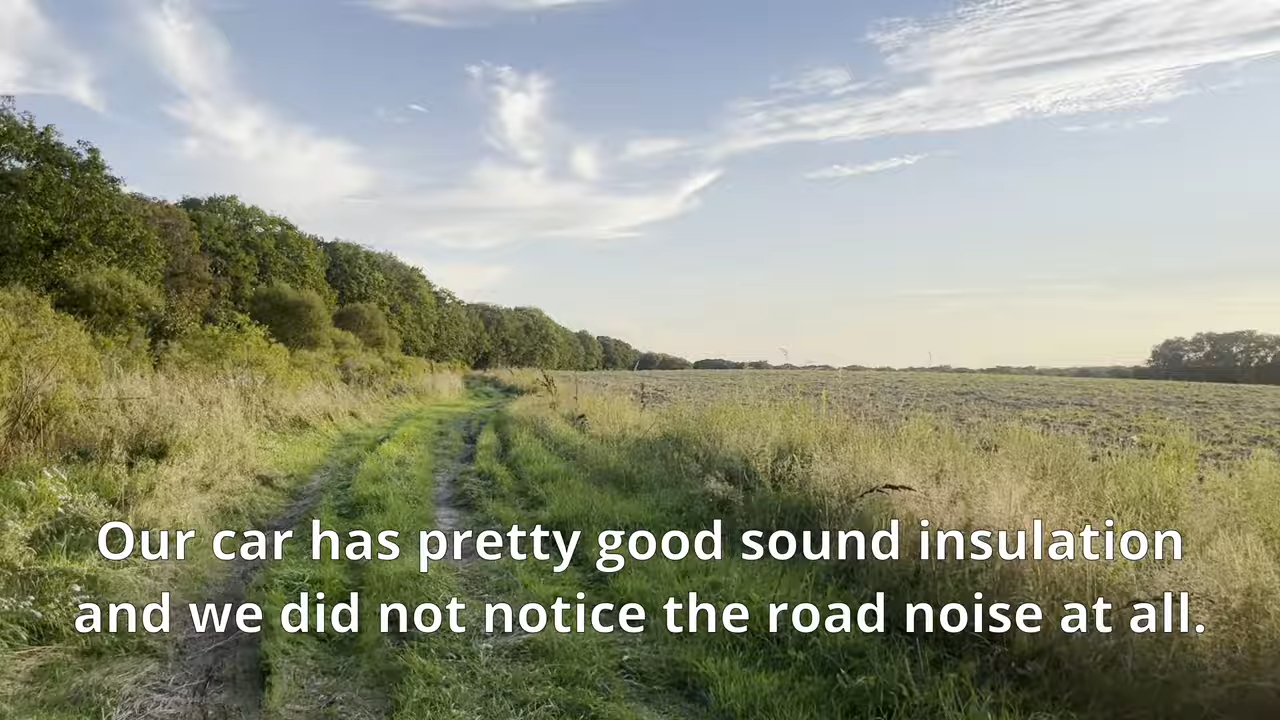 Our car has pretty good sound insulation
and we did not notice the road noise at all.